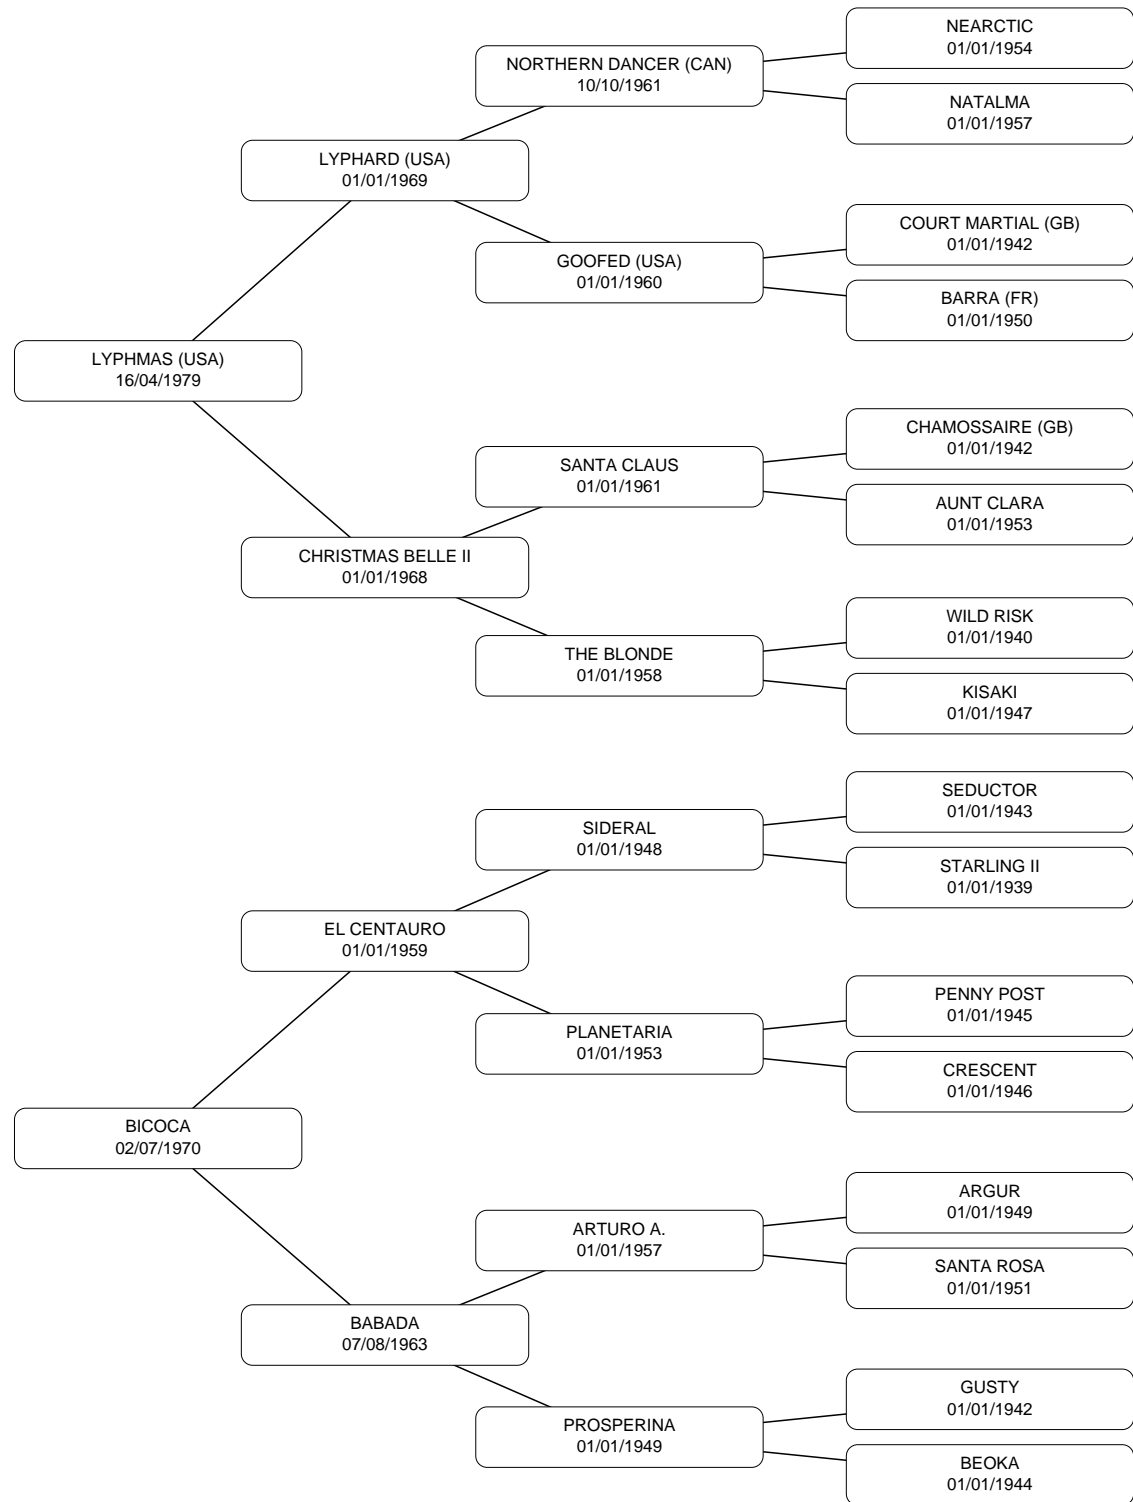 NEARCTIC
01/01/1954
NORTHERN DANCER (CAN)
10/10/1961
NATALMA
01/01/1957
LYPHARD (USA)
01/01/1969
COURT MARTIAL (GB)
01/01/1942
GOOFED (USA)
01/01/1960
BARRA (FR)
01/01/1950
LYPHMAS (USA)
16/04/1979
CHAMOSSAIRE (GB)
01/01/1942
SANTA CLAUS
01/01/1961
AUNT CLARA
01/01/1953
CHRISTMAS BELLE II
01/01/1968
WILD RISK
01/01/1940
THE BLONDE
01/01/1958
KISAKI
01/01/1947
SEDUCTOR
01/01/1943
SIDERAL
01/01/1948
STARLING II
01/01/1939
EL CENTAURO
01/01/1959
PENNY POST
01/01/1945
PLANETARIA
01/01/1953
CRESCENT
01/01/1946
BICOCA
02/07/1970
ARGUR
01/01/1949
ARTURO A.
01/01/1957
SANTA ROSA
01/01/1951
BABADA
07/08/1963
GUSTY
01/01/1942
PROSPERINA
01/01/1949
BEOKA
01/01/1944